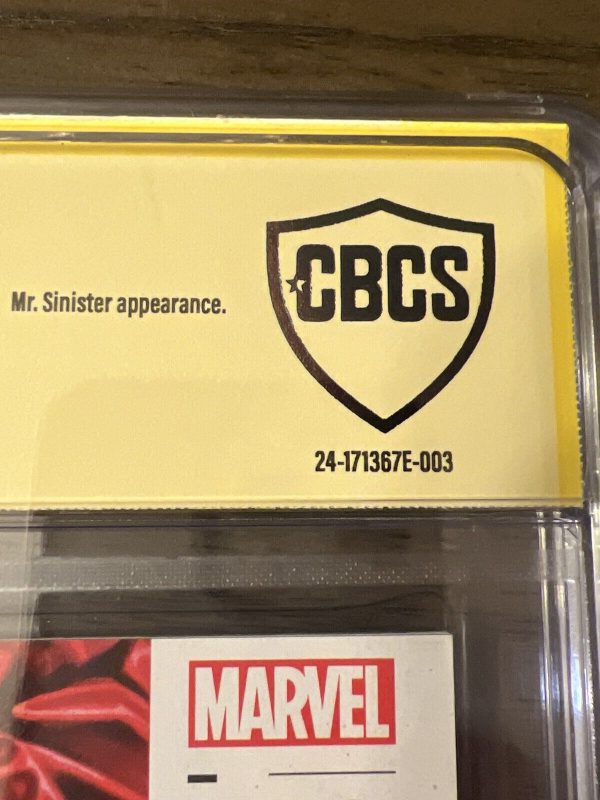 Mr. Sinister appearance.
CBCS
24-171367E-003
MARVEL